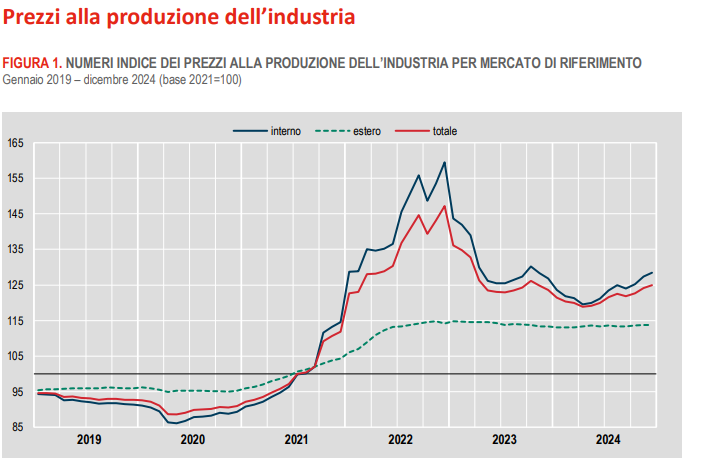 Prezzi alla produzione dell’industria
FIGURA 1. NUMERI INDICE DEI PREZZI ALLA PRODUZIONE DELL’INDUSTRIA PER MERCATO DI RIFERIMENTO
Gennaio 2019 – dicembre 2024 (base 2021=100)
interno estero totale
165
155
145
135
125
115
105
95
85
2019 2020 2021 2022 2023 2024